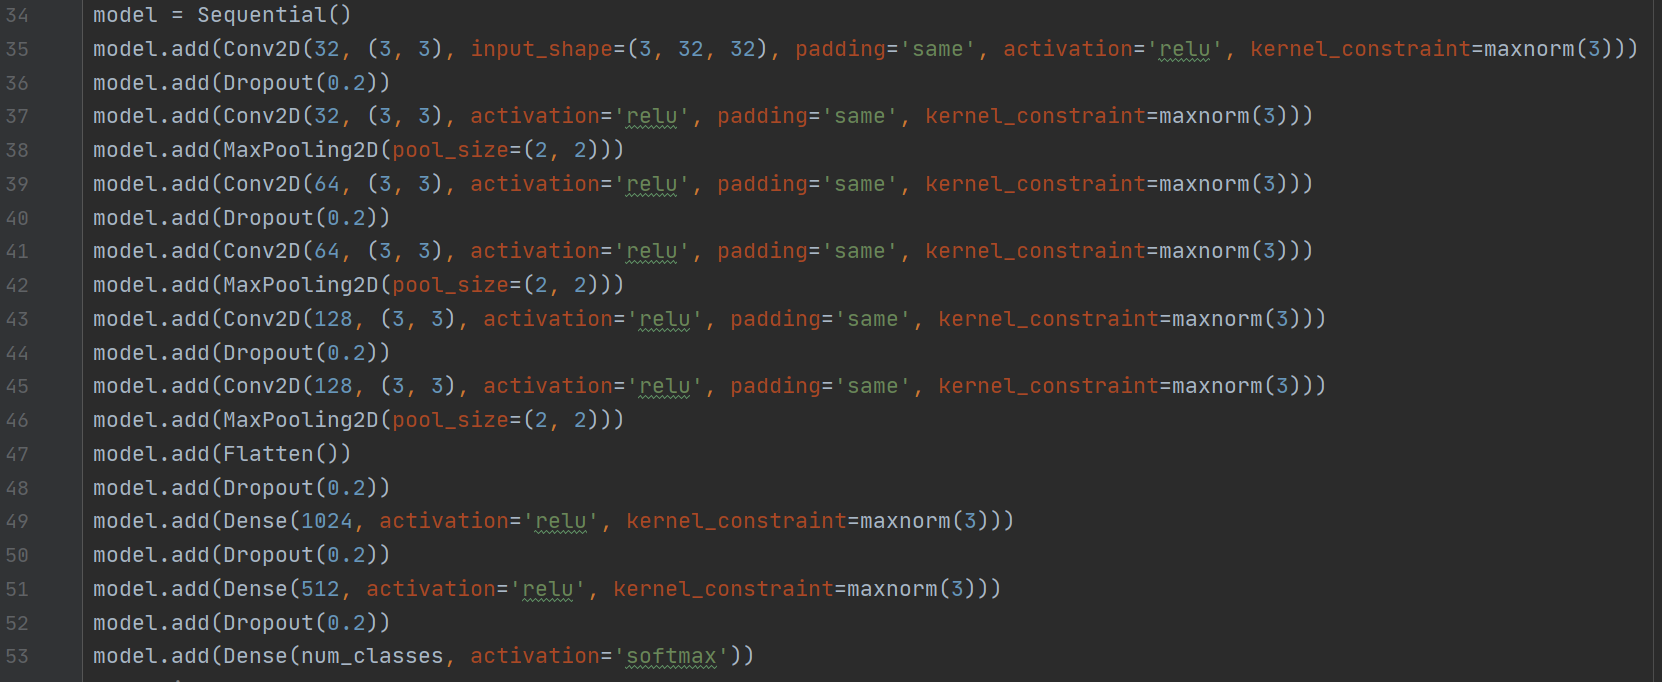 34 model = Sequential()
35 model.add(Conv2D(32, (3, 3), input_shape=(3, 32, 32), padding='same', activation='relu', kernel_constraint=maxnorm(3)))
36 model.add(Dropout(0.2))
37 model.add(Conv2D(32, (3, 3), activation='relu', padding='same', kernel_constraint=maxnorm(3)))
38 model.add(MaxPooling2D(pool_size=(2, 2)))
39 model.add(Conv2D(64, (3, 3), activation='relu', padding='same', kernel_constraint=maxnorm(3)))
40 model.add(Dropout(0.2))
41 model.add(Conv2D(64, (3, 3), activation='relu', padding='same', kernel_constraint=maxnorm(3)))
42 model.add(MaxPooling2D(pool_size=(2, 2)))
43 model.add(Conv2D(128, (3, 3), activation='relu', padding='same', kernel_constraint=maxnorm(3)))
44 model.add(Dropout(0.2))
45 model.add(Conv2D(128, (3, 3), activation='relu', padding='same', kernel_constraint=maxnorm(3)))
46 model.add(MaxPooling2D(pool_size=(2, 2)))
47 model.add(Flatten())
48 model.add(Dropout(0.2))
49 model.add(Dense(1024, activation='relu', kernel_constraint=maxnorm(3)))
50 model.add(Dropout(0.2))
51 model.add(Dense(512, activation='relu', kernel_constraint=maxnorm(3)))
52 model.add(Dropout(0.2))
53 model.add(Dense(num_classes, activation='softmax'))